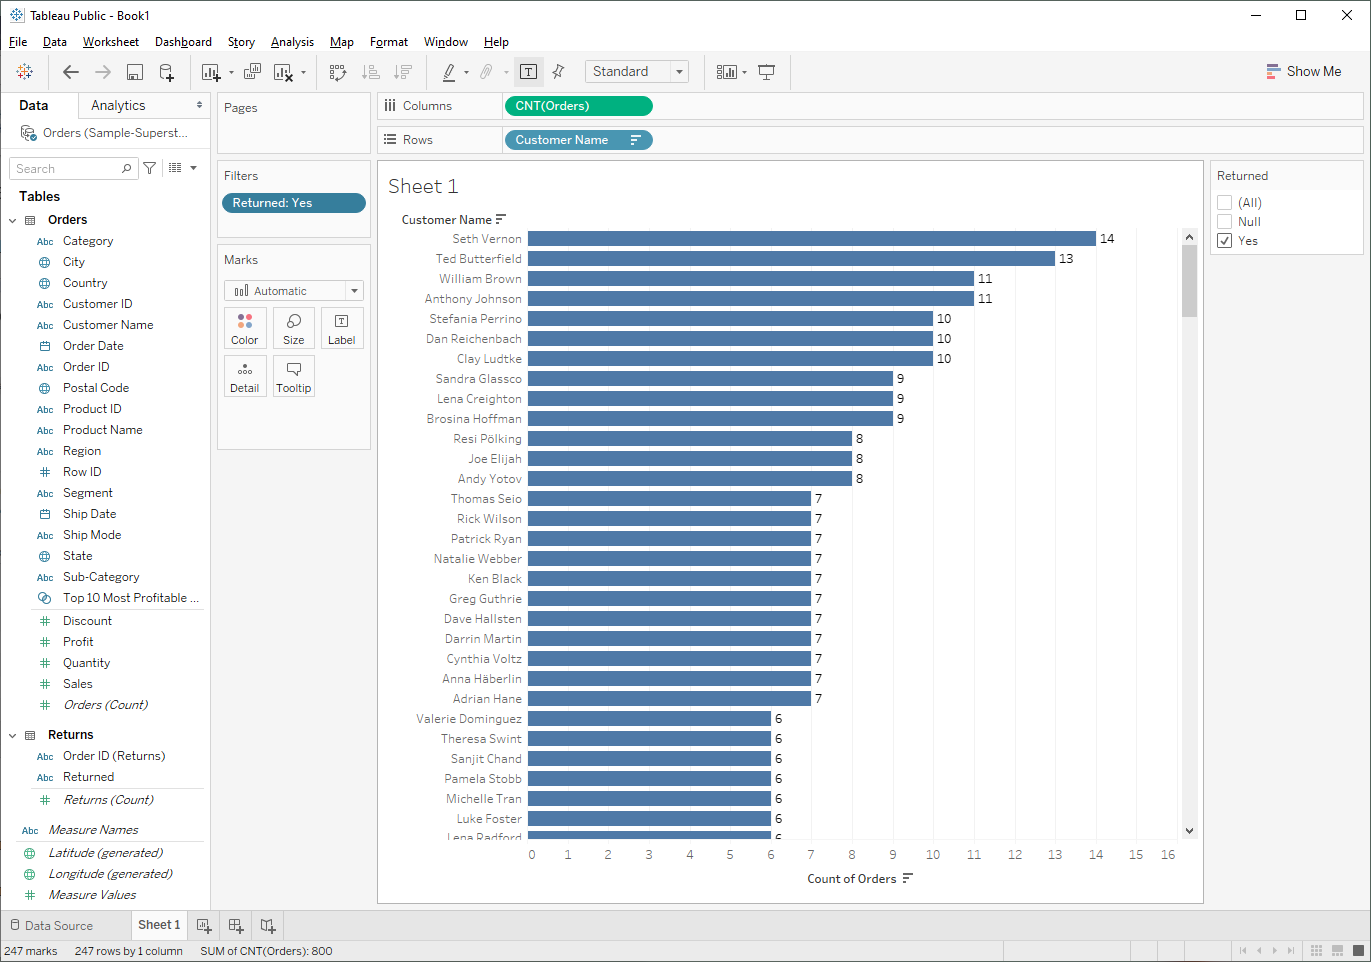 Tableau Public - Book1
File Data Worksheet Dashboard Story Analysis Map Format Window Help
Standard
Show Me
Data Analytics
Orders (Sample-Superst...
Search
Tables
Orders
Abc Category
City
Country
Abc Customer ID
Abc Customer Name
Order Date
Abc Order ID
Postal Code
Abc Product ID
Abc Product Name
Abc Region
# Row ID
Abc Segment
Ship Date
Abc Ship Mode
State
Abc Sub-Category
Top 10 Most Profitable ...
# Discount
# Profit
# Quantity
# Sales
# Orders (Count)
Returns
Abc Order ID (Returns)
Abc Returned
# Returns (Count)
Abc Measure Names
Latitude (generated)
Longitude (generated)
# Measure Values
Pages
Filters
Returned: Yes
Marks
Automatic
Color Size Label
Detail Tooltip
Columns CNT(Orders)
Rows Customer Name
Sheet 1
Customer Name
Seth Vernon 14
Ted Butterfield 13
William Brown 11
Anthony Johnson 11
Stefania Perrino 10
Dan Reichenbach 10
Clay Ludtke 10
Sandra Glassco 9
Lena Creighton 9
Brosina Hoffman 9
Resi Pölking 8
Joe Elijah 8
Andy Yotov 8
Thomas Seio 7
Rick Wilson 7
Patrick Ryan 7
Natalie Webber 7
Ken Black 7
Greg Guthrie 7
Dave Hallsten 7
Darrin Martin 7
Cynthia Voltz 7
Anna Häberlin 7
Adrian Hane 7
Valerie Dominguez 6
Theresa Swint 6
Sanjit Chand 6
Pamela Stobb 6
Michelle Tran 6
Luke Foster 6
Lena Radford 6
0 1 2 3 4 5 6 7 8 9 10 11 12 13 14 15 16
Count of Orders
Returned
(All)
Null
Yes
Data Source Sheet 1
247 marks 247 rows by 1 column SUM of CNT(Orders): 800